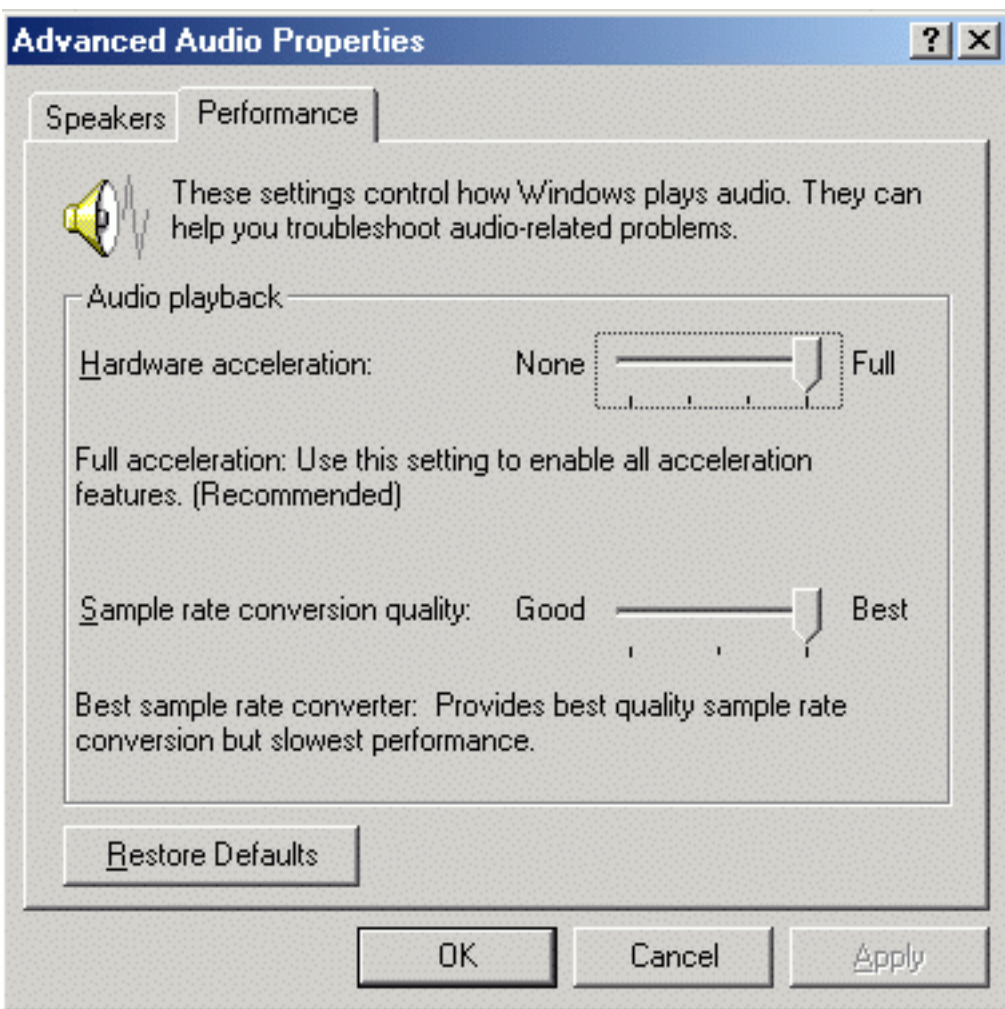 Advanced Audio Properties
Speakers
Performance
These settings control how Windows plays audio. They can
help you troubleshoot audio-related problems.
Audio playback
Hardware acceleration: None Full
Full acceleration: Use this setting to enable all acceleration
features. (Recommended)
Sample rate conversion quality: Good Best
Best sample rate converter:  Provides best quality sample rate
conversion but slowest performance.
Restore Defaults
OK Cancel Apply